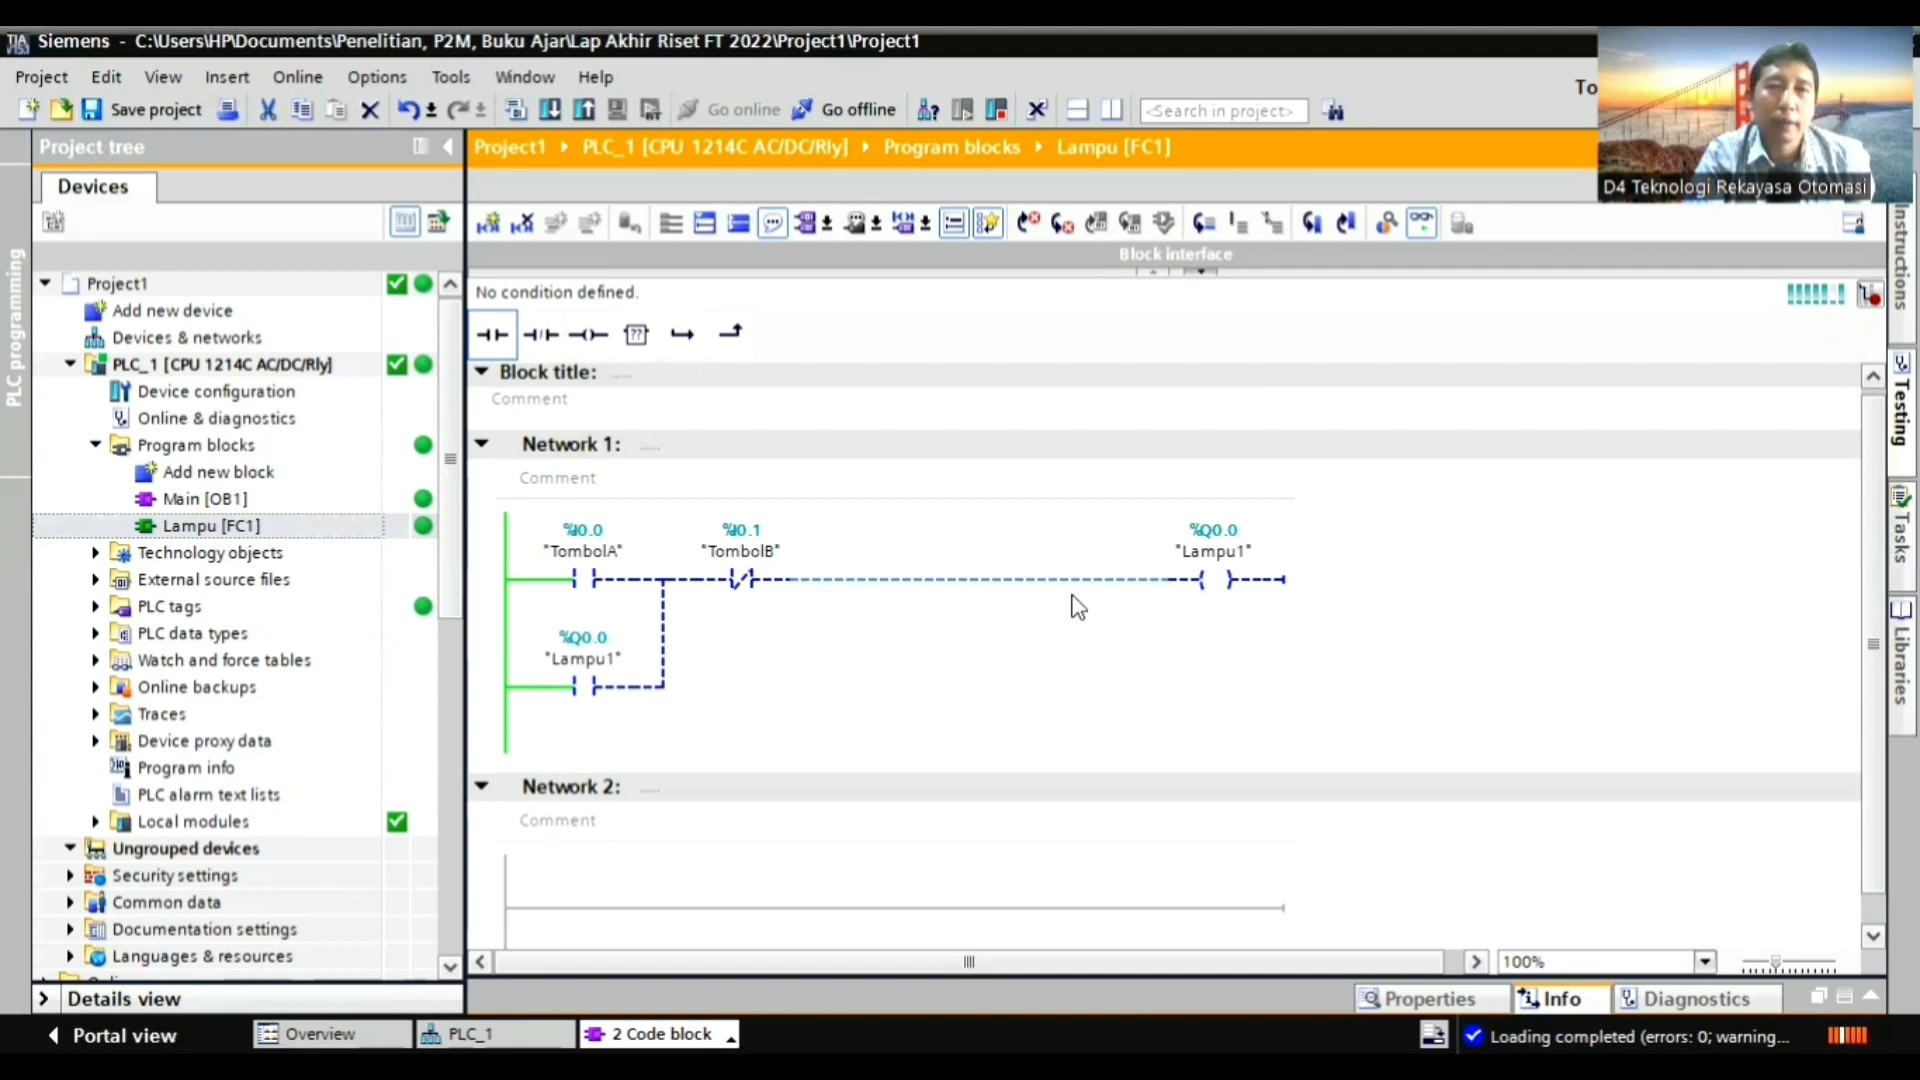 Siemens - C:\Users\HP\Documents\Penelitian, P2M, Buku Ajar\Lap Akhir Riset FT 2022\Project1\Project1
Project Edit View Insert Online Options Tools Window Help
To
Save project Go online Go offline <Search in project>
D4 Teknologi Rekayasa Otomasi
Project tree
Project1 PLC_1 [CPU 1214C AC/DC/Rly] Program blocks Lampu [FC1]
Devices
Block interface
PLC programming
Project1
Add new device
Devices & networks
PLC_1 [CPU 1214C AC/DC/Rly]
Device configuration
Online & diagnostics
Program blocks
Add new block
Main [OB1]
Lampu [FC1]
Technology objects
External source files
PLC tags
PLC data types
Watch and force tables
Online backups
Traces
Device proxy data
Program info
PLC alarm text lists
Local modules
Ungrouped devices
Security settings
Common data
Documentation settings
Languages & resources
Details view
No condition defined.
??
Block title: .....
Comment
Network 1: .....
Comment
%I0.0
"TombolA"
%I0.1
"TombolB"
%Q0.0
"Lampu1"
%Q0.0
"Lampu1"
Network 2: .....
Comment
100%
Instructions
Testing
Tasks
Libraries
Properties Info Diagnostics
Portal view Overview PLC_1 2 Code block
Loading completed (errors: 0; warning...